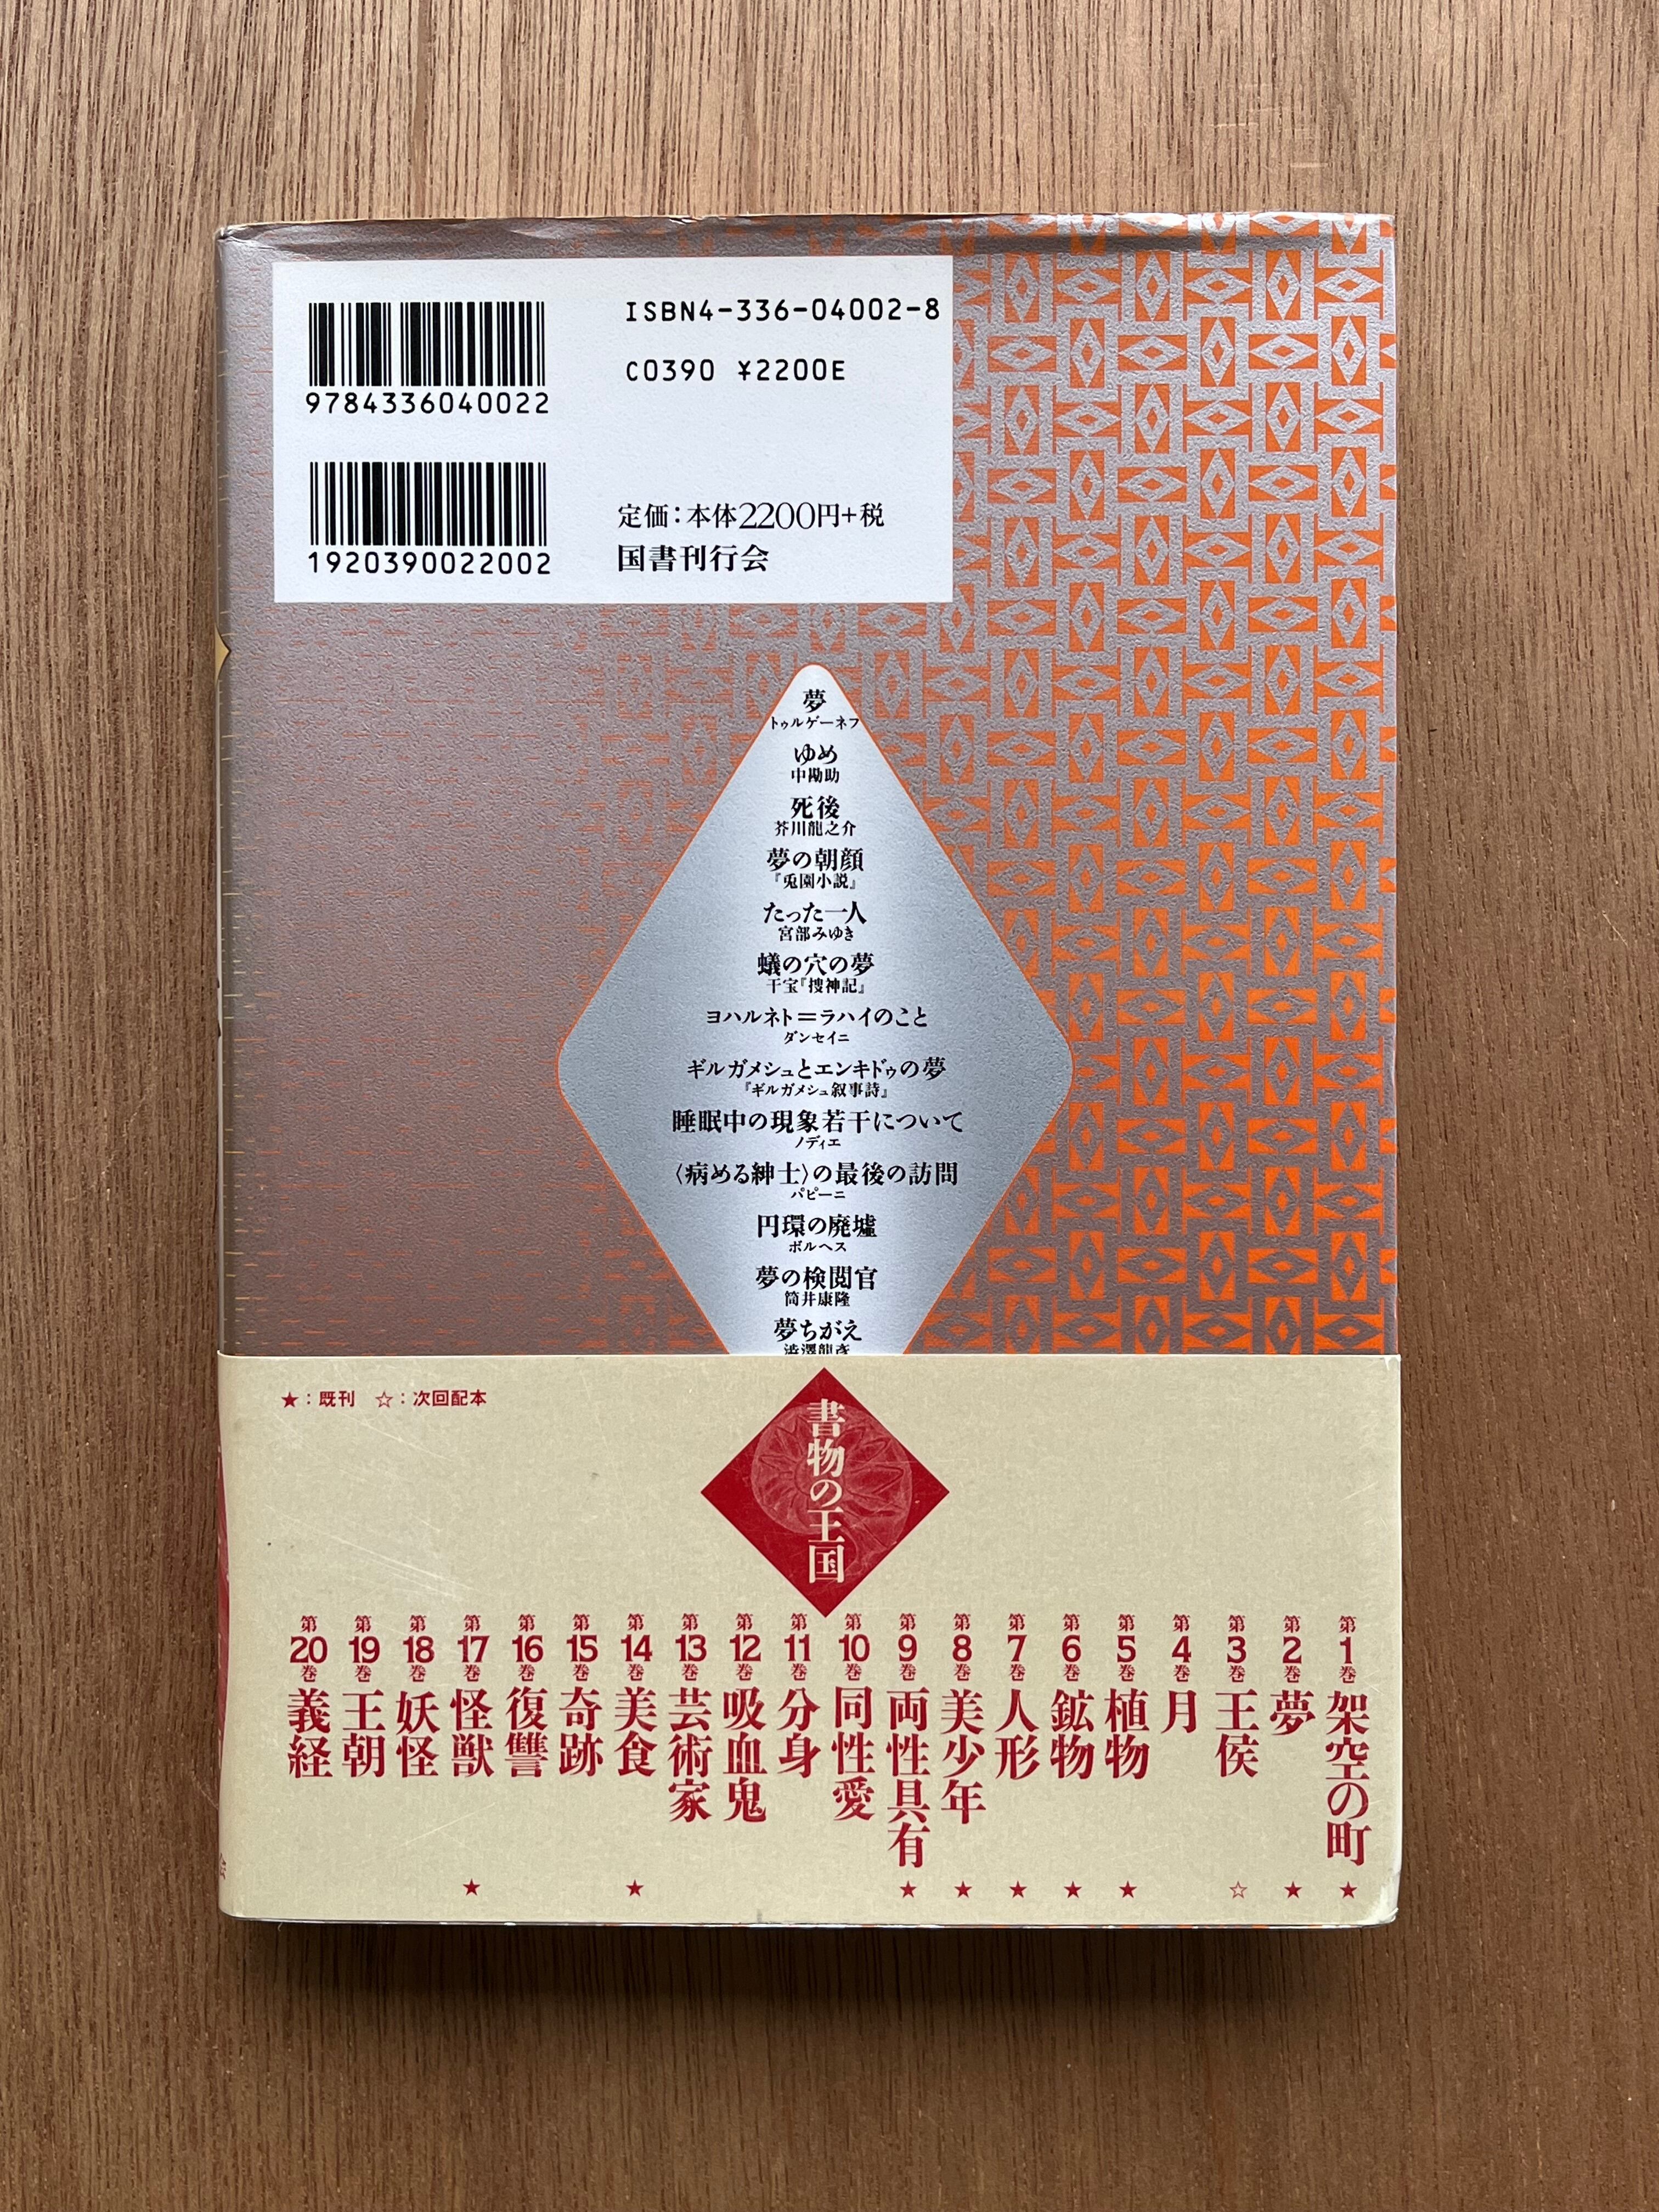 ISBN4-336-04002-8
C0390 ¥2200E
9784336040022
1920390022002
定価：本体2200円+税
国書刊行会
夢
トゥルゲーネフ
ゆめ
中勘助
死後
芥川龍之介
夢の朝顔
『兎園小説』
たった一人
宮部みゆき
蟻の穴の夢
干宝『捜神記』
ヨハルネト＝ラハイのこと
ダンセイニ
ギルガメシュとエンキドゥの夢
『ギルガメシュ叙事詩』
睡眠中の現象若干について
ノディエ
〈病める紳士〉の最後の訪問
パピーニ
円環の廃墟
ボルヘス
夢の検閲官
筒井康隆
夢ちがえ
澁澤龍彦
★：既刊 ☆：次回配本
書物の王国
第1巻 架空の町 ★
第2巻 夢 ★
第3巻 王侯 ☆
第4巻 月
第5巻 植物 ★
第6巻 鉱物 ★
第7巻 人形 ★
第8巻 美少年 ★
第9巻 両性具有 ★
第10巻 同性愛
第11巻 分身
第12巻 吸血鬼
第13巻 芸術家
第14巻 美食 ★
第15巻 奇跡
第16巻 復讐
第17巻 怪獣 ★
第18巻 妖怪
第19巻 王朝
第20巻 義経
会